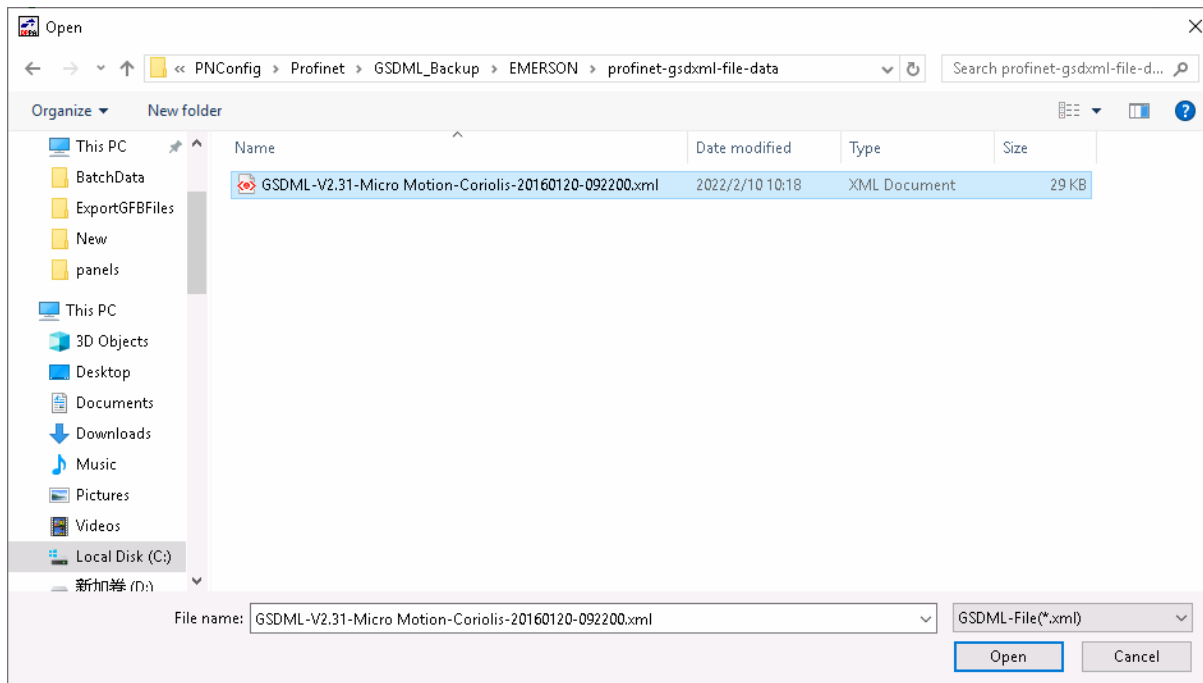 Open
« PNConfig > Profinet > GSDML_Backup > EMERSON > profinet-gsdxml-file-data
Search profinet-gsdxml-file-d...
Organize
New folder
This PC
BatchData
ExportGFBFiles
New
panels
This PC
3D Objects
Desktop
Documents
Downloads
Music
Pictures
Videos
Local Disk (C:)
新加卷 (D:)
Name Date modified Type Size
GSDML-V2.31-Micro Motion-Coriolis-20160120-092200.xml 2022/2/10 10:18 XML Document 29 KB
File name: GSDML-V2.31-Micro Motion-Coriolis-20160120-092200.xml
GSDML-File(*.xml)
Open Cancel